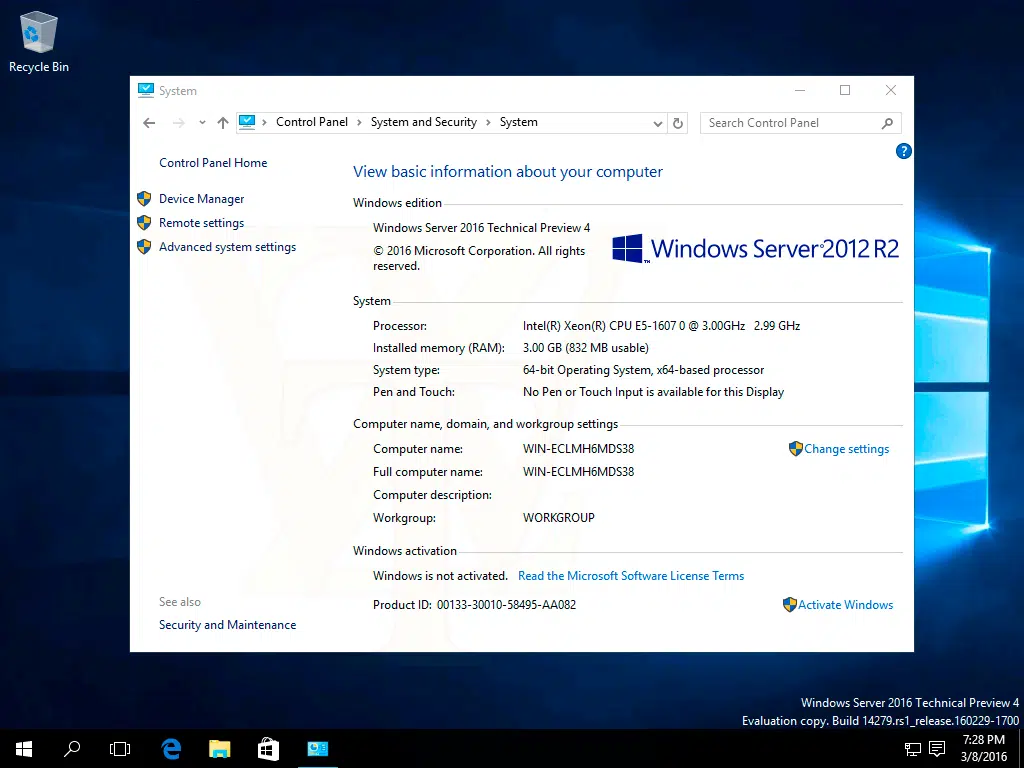 Recycle Bin
System
Control Panel > System and Security > System
Search Control Panel
?
Control Panel Home
Device Manager
Remote settings
Advanced system settings
View basic information about your computer
Windows edition
Windows Server 2016 Technical Preview 4
© 2016 Microsoft Corporation. All rights
reserved.
Windows Server 2012 R2
System
Processor: Intel(R) Xeon(R) CPU E5-1607 0 @ 3.00GHz 2.99 GHz
Installed memory (RAM): 3.00 GB (832 MB usable)
System type: 64-bit Operating System, x64-based processor
Pen and Touch: No Pen or Touch Input is available for this Display
Computer name, domain, and workgroup settings
Computer name: WIN-ECLMH6MDS38 Change settings
Full computer name: WIN-ECLMH6MDS38
Computer description:
Workgroup: WORKGROUP
Windows activation
Windows is not activated. Read the Microsoft Software License Terms
Product ID: 00133-30010-58495-AA082 Activate Windows
See also
Security and Maintenance
Windows Server 2016 Technical Preview 4
Evaluation copy. Build 14279.rs1_release.160229-1700
7:28 PM
3/8/2016